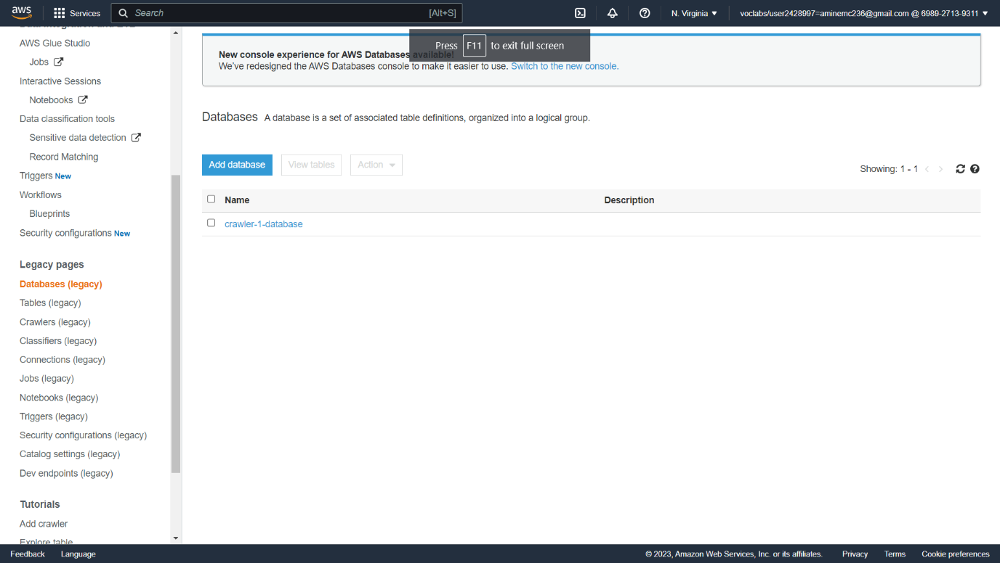 aws
Services
Search [Alt+S]
N. Virginia ▼
voclabs/user2428997=aminemc236@gmail.com @ 6989-2713-9311 ▼
Data Integration and ETL
AWS Glue Studio
Jobs
Interactive Sessions
Notebooks
Data classification tools
Sensitive data detection
Record Matching
Triggers New
Workflows
Blueprints
Security configurations New
Legacy pages
Databases (legacy)
Tables (legacy)
Crawlers (legacy)
Classifiers (legacy)
Connections (legacy)
Jobs (legacy)
Notebooks (legacy)
Triggers (legacy)
Security configurations (legacy)
Catalog settings (legacy)
Dev endpoints (legacy)
Tutorials
Add crawler
Explore table
Press F11 to exit full screen
New console experience for AWS Databases available!
We've redesigned the AWS Databases console to make it easier to use. Switch to the new console.
Databases A database is a set of associated table definitions, organized into a logical group.
Add database View tables Action
Showing: 1 - 1
Name Description
crawler-1-database
Feedback Language
© 2023, Amazon Web Services, Inc. or its affiliates. Privacy Terms Cookie preferences